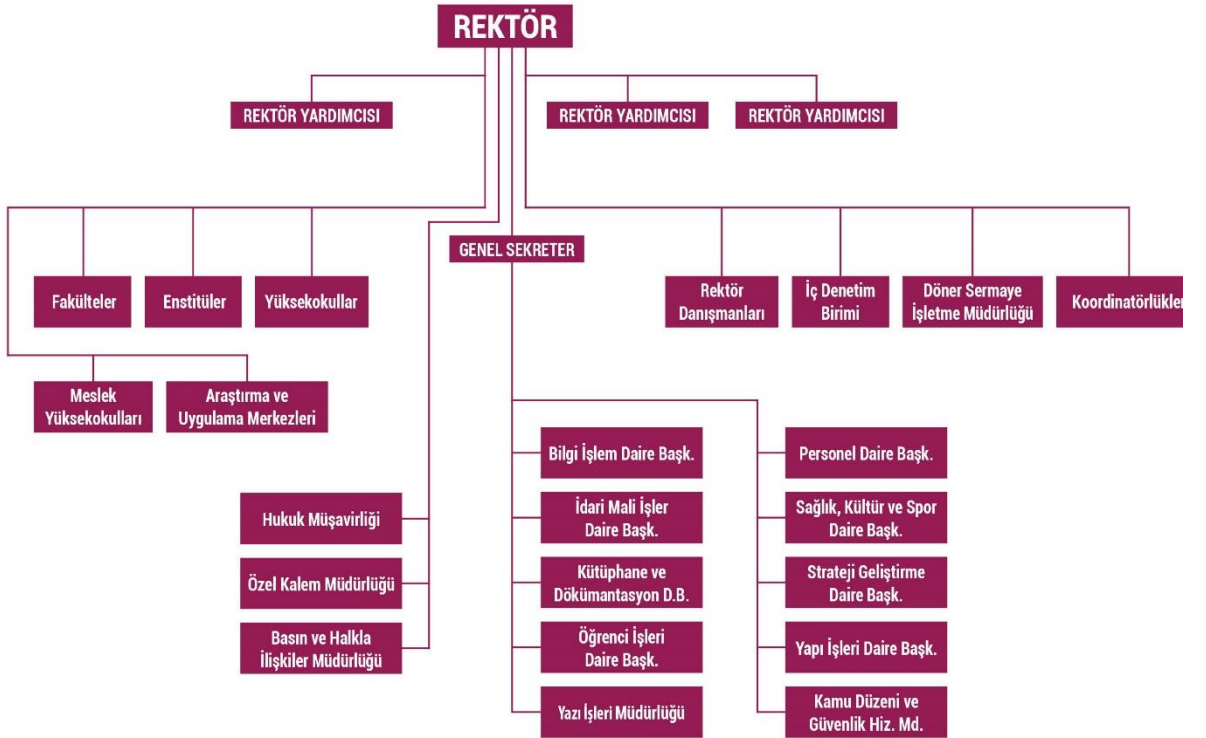 REKTÖR
REKTÖR YARDIMCISI
REKTÖR YARDIMCISI
REKTÖR YARDIMCISI
GENEL SEKRETER
Fakülteler
Enstitüler
Yüksekokullar
Rektör
Danışmanları
İç Denetim
Birimi
Döner Sermaye
İşletme Müdürlüğü
Koordinatörlükler
Meslek
Yüksekokulları
Araştırma ve
Uygulama Merkezleri
Hukuk Müşavirliği
Özel Kalem Müdürlüğü
Basın ve Halkla
İlişkiler Müdürlüğü
Bilgi İşlem Daire Başk.
İdari Mali İşler
Daire Başk.
Kütüphane ve
Dökümantasyon D.B.
Öğrenci İşleri
Daire Başk.
Yazı İşleri Müdürlüğü
Personel Daire Başk.
Sağlık, Kültür ve Spor
Daire Başk.
Strateji Geliştirme
Daire Başk.
Yapı İşleri Daire Başk.
Kamu Düzeni ve
Güvenlik Hiz. Md.